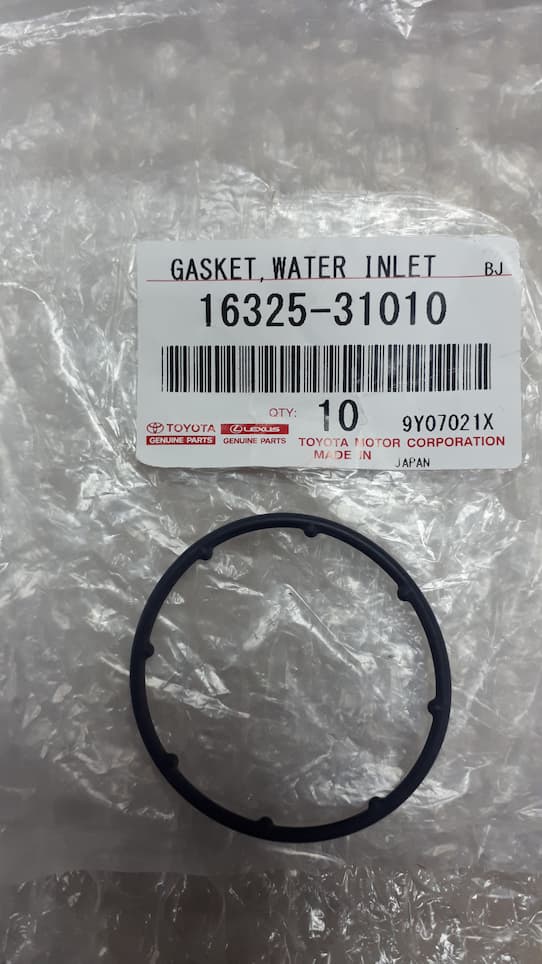 GASKET,WATER INLET BJ
16325-31010
QTY: 10 9Y07021X
TOYOTA LEXUS
GENUINE PARTS GENUINE PARTS TOYOTA MOTOR CORPORATION
MADE IN JAPAN